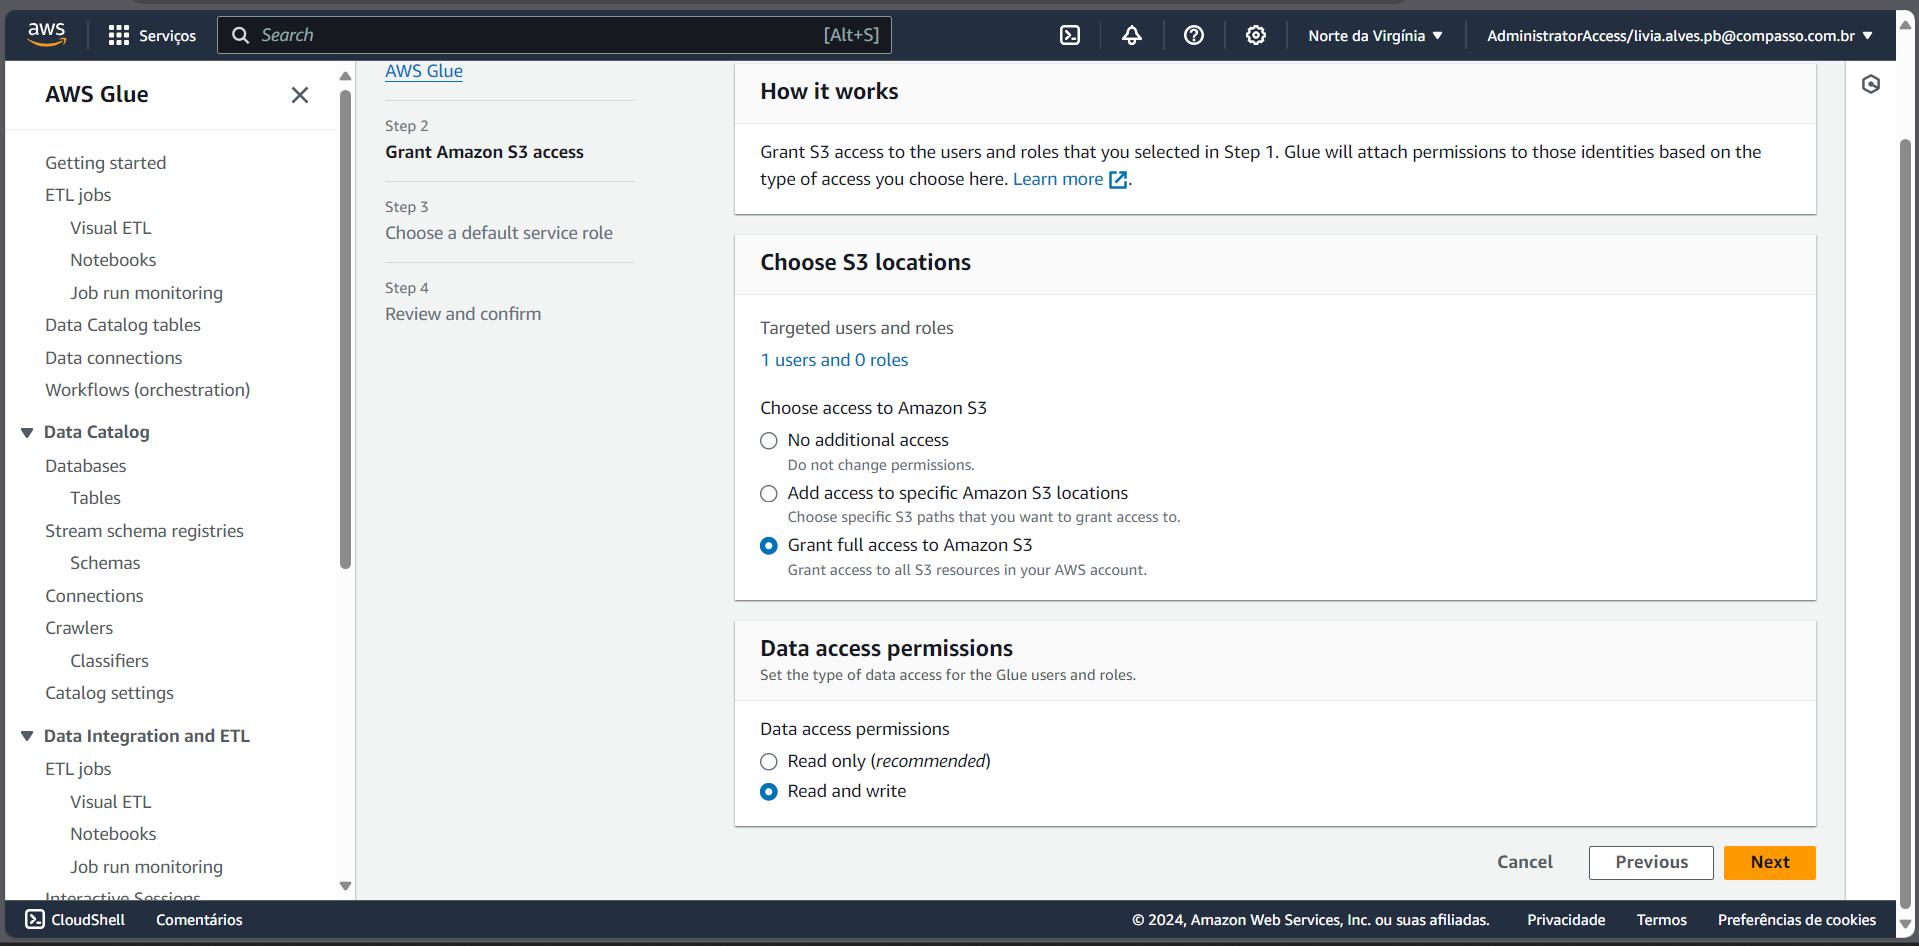 aws
Serviços
Search
[Alt+S]
Norte da Virgínia
AdministratorAccess/livia.alves.pb@compasso.com.br
AWS Glue
Getting started
ETL jobs
Visual ETL
Notebooks
Job run monitoring
Data Catalog tables
Data connections
Workflows (orchestration)
Data Catalog
Databases
Tables
Stream schema registries
Schemas
Connections
Crawlers
Classifiers
Catalog settings
Data Integration and ETL
ETL jobs
Visual ETL
Notebooks
Job run monitoring
Interactive Sessions
AWS Glue
Step 2
Grant Amazon S3 access
Step 3
Choose a default service role
Step 4
Review and confirm
How it works
Grant S3 access to the users and roles that you selected in Step 1. Glue will attach permissions to those identities based on the
type of access you choose here. Learn more.
Choose S3 locations
Targeted users and roles
1 users and 0 roles
Choose access to Amazon S3
No additional access
Do not change permissions.
Add access to specific Amazon S3 locations
Choose specific S3 paths that you want to grant access to.
Grant full access to Amazon S3
Grant access to all S3 resources in your AWS account.
Data access permissions
Set the type of data access for the Glue users and roles.
Data access permissions
Read only (recommended)
Read and write
Cancel
Previous
Next
CloudShell
Comentários
© 2024, Amazon Web Services, Inc. ou suas afiliadas.
Privacidade
Termos
Preferências de cookies